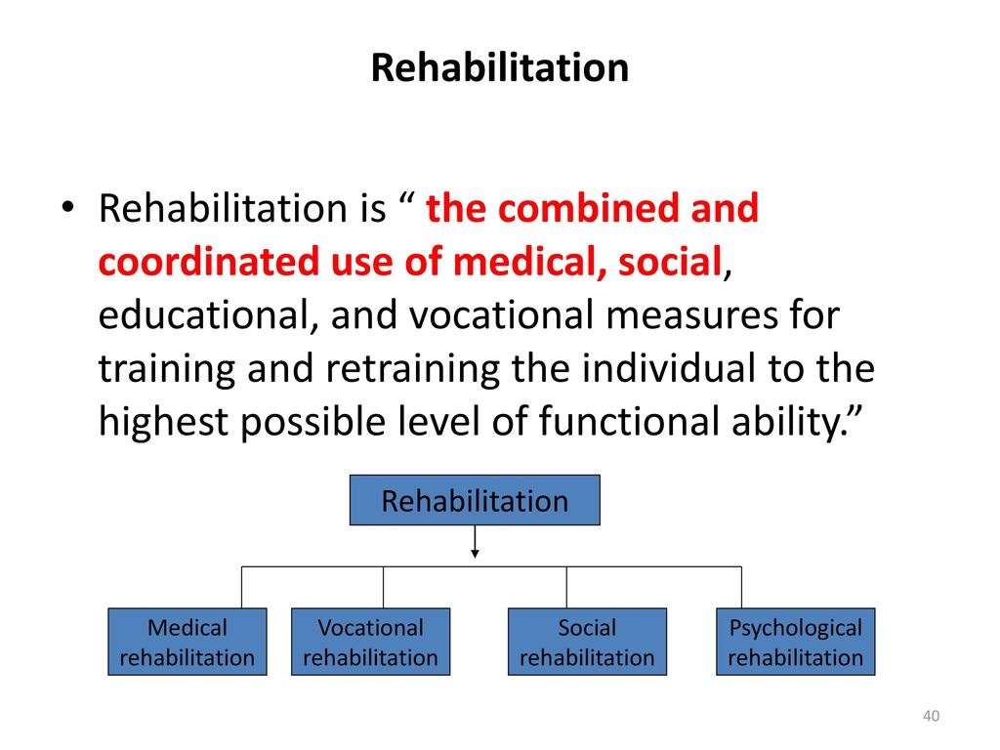 Rehabilitation
• Rehabilitation is “ the combined and
coordinated use of medical, social,
educational, and vocational measures for
training and retraining the individual to the
highest possible level of functional ability.”
Rehabilitation
Medical
rehabilitation
Vocational
rehabilitation
Social
rehabilitation
Psychological
rehabilitation
40